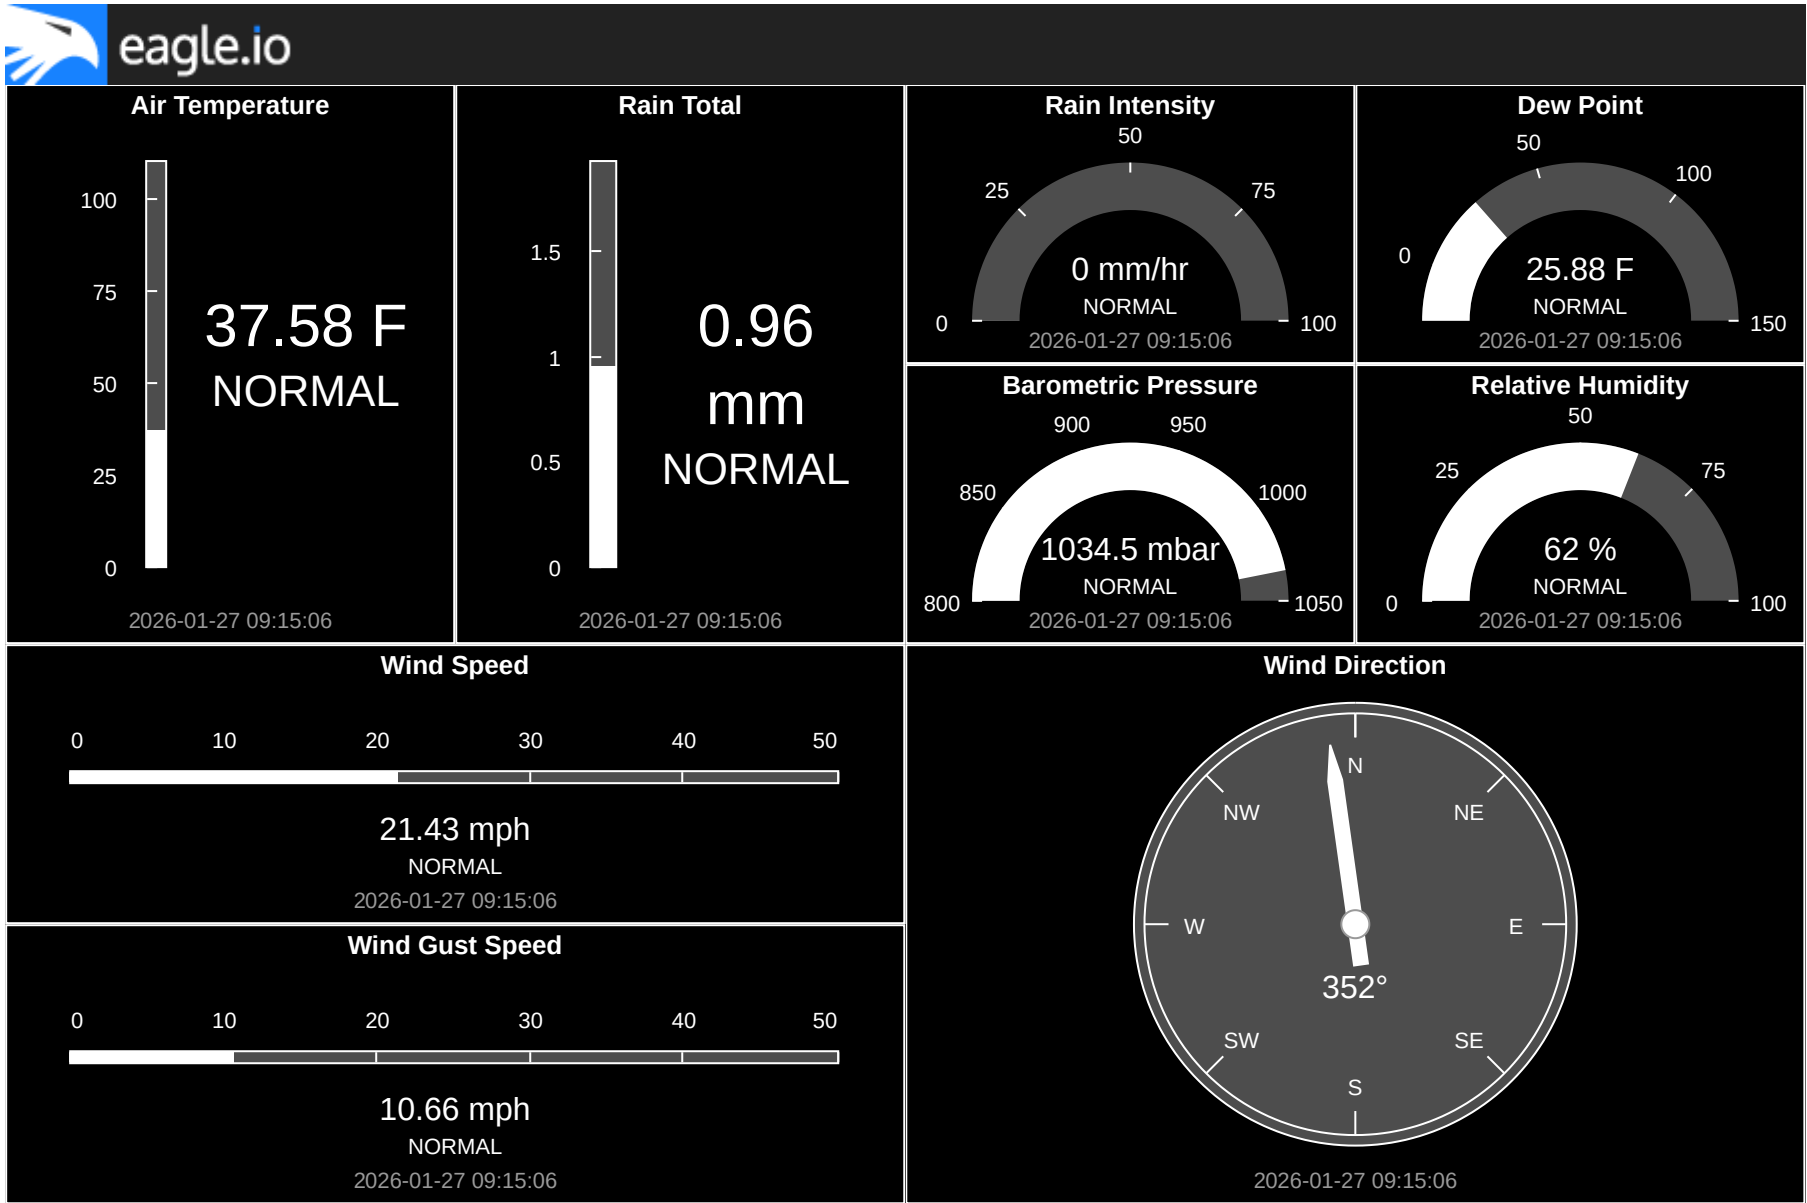 eagle.io
Air Temperature
100
75
50
25
0
37.58 F
NORMAL
2026-01-27 09:15:06
Rain Total
1.5
1
0.5
0
0.96
mm
NORMAL
2026-01-27 09:15:06
Rain Intensity
50
25
75
0
100
0 mm/hr
NORMAL
2026-01-27 09:15:06
Dew Point
50
100
0
150
25.88 F
NORMAL
2026-01-27 09:15:06
Barometric Pressure
900
950
850
1000
800
1050
1034.5 mbar
NORMAL
2026-01-27 09:15:06
Relative Humidity
50
25
75
0
100
62 %
NORMAL
2026-01-27 09:15:06
Wind Speed
0 10 20 30 40 50
21.43 mph
NORMAL
2026-01-27 09:15:06
Wind Gust Speed
0 10 20 30 40 50
10.66 mph
NORMAL
2026-01-27 09:15:06
Wind Direction
N
NW
NE
W
E
352°
SW
SE
S
2026-01-27 09:15:06